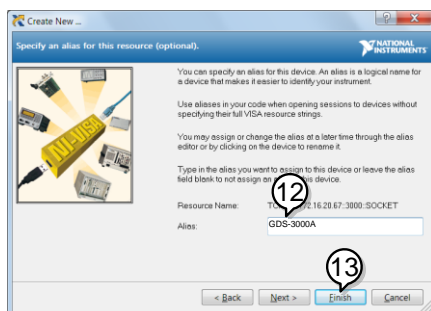 Create New ...
Specify an alias for this resource (optional).
NATIONAL
INSTRUMENTS
You can specify an alias for this device. An alias is a logical name for
a device that makes it easier to identify your instrument.
Use aliases in your code when opening sessions to devices without
specifying their full VISA resource strings.
You may assign or change the alias at a later time through the alias
editor or by clicking on the device to rename it.
Type in the alias you want to assign to this device or leave the alias
field blank to not assign an this device.
12
Resource Name: 2.16.20.67::3000::SOCKET
Alias: GDS-3000A
NI-VISA
13
< Back Next > Finish Cancel